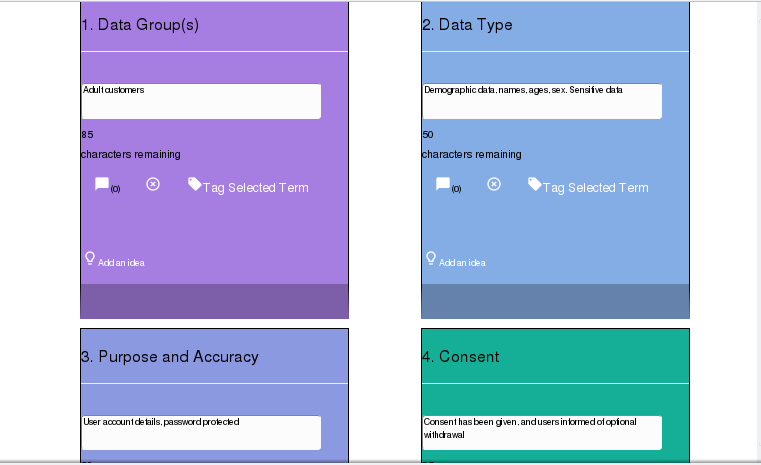 1. Data Group(s)
Adult customers
85
characters remaining
(0)
Tag Selected Term
Add an idea
2. Data Type
Demographic data, names, ages, sex. Sensitive data
50
characters remaining
(0)
Tag Selected Term
Add an idea
3. Purpose and Accuracy
User account details, password protected
4. Consent
Consent has been given, and users informed of optional
withdrawal